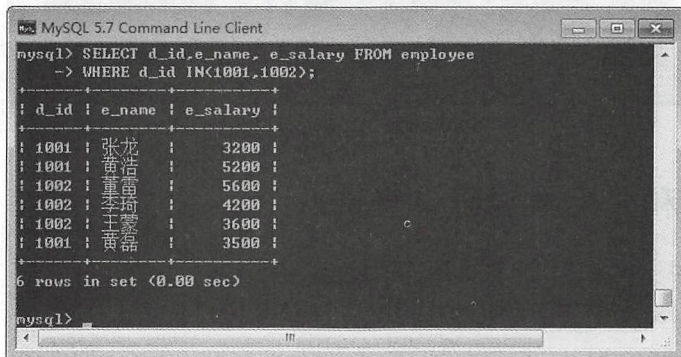 MySQL 5.7 Command Line Client
mysql> SELECT d_id,e_name, e_salary FROM employee
    -> WHERE d_id IN(1001,1002);
+------+--------+----------+
| d_id | e_name | e_salary |
+------+--------+----------+
| 1001 | 张龙 | 3200 |
| 1001 | 黄浩 | 5200 |
| 1002 | 董雷 | 5600 |
| 1002 | 李琦 | 4200 |
| 1002 | 王蒙 | 3600 |
| 1001 | 黄磊 | 3500 |
+------+--------+----------+
6 rows in set (0.00 sec)
mysql>